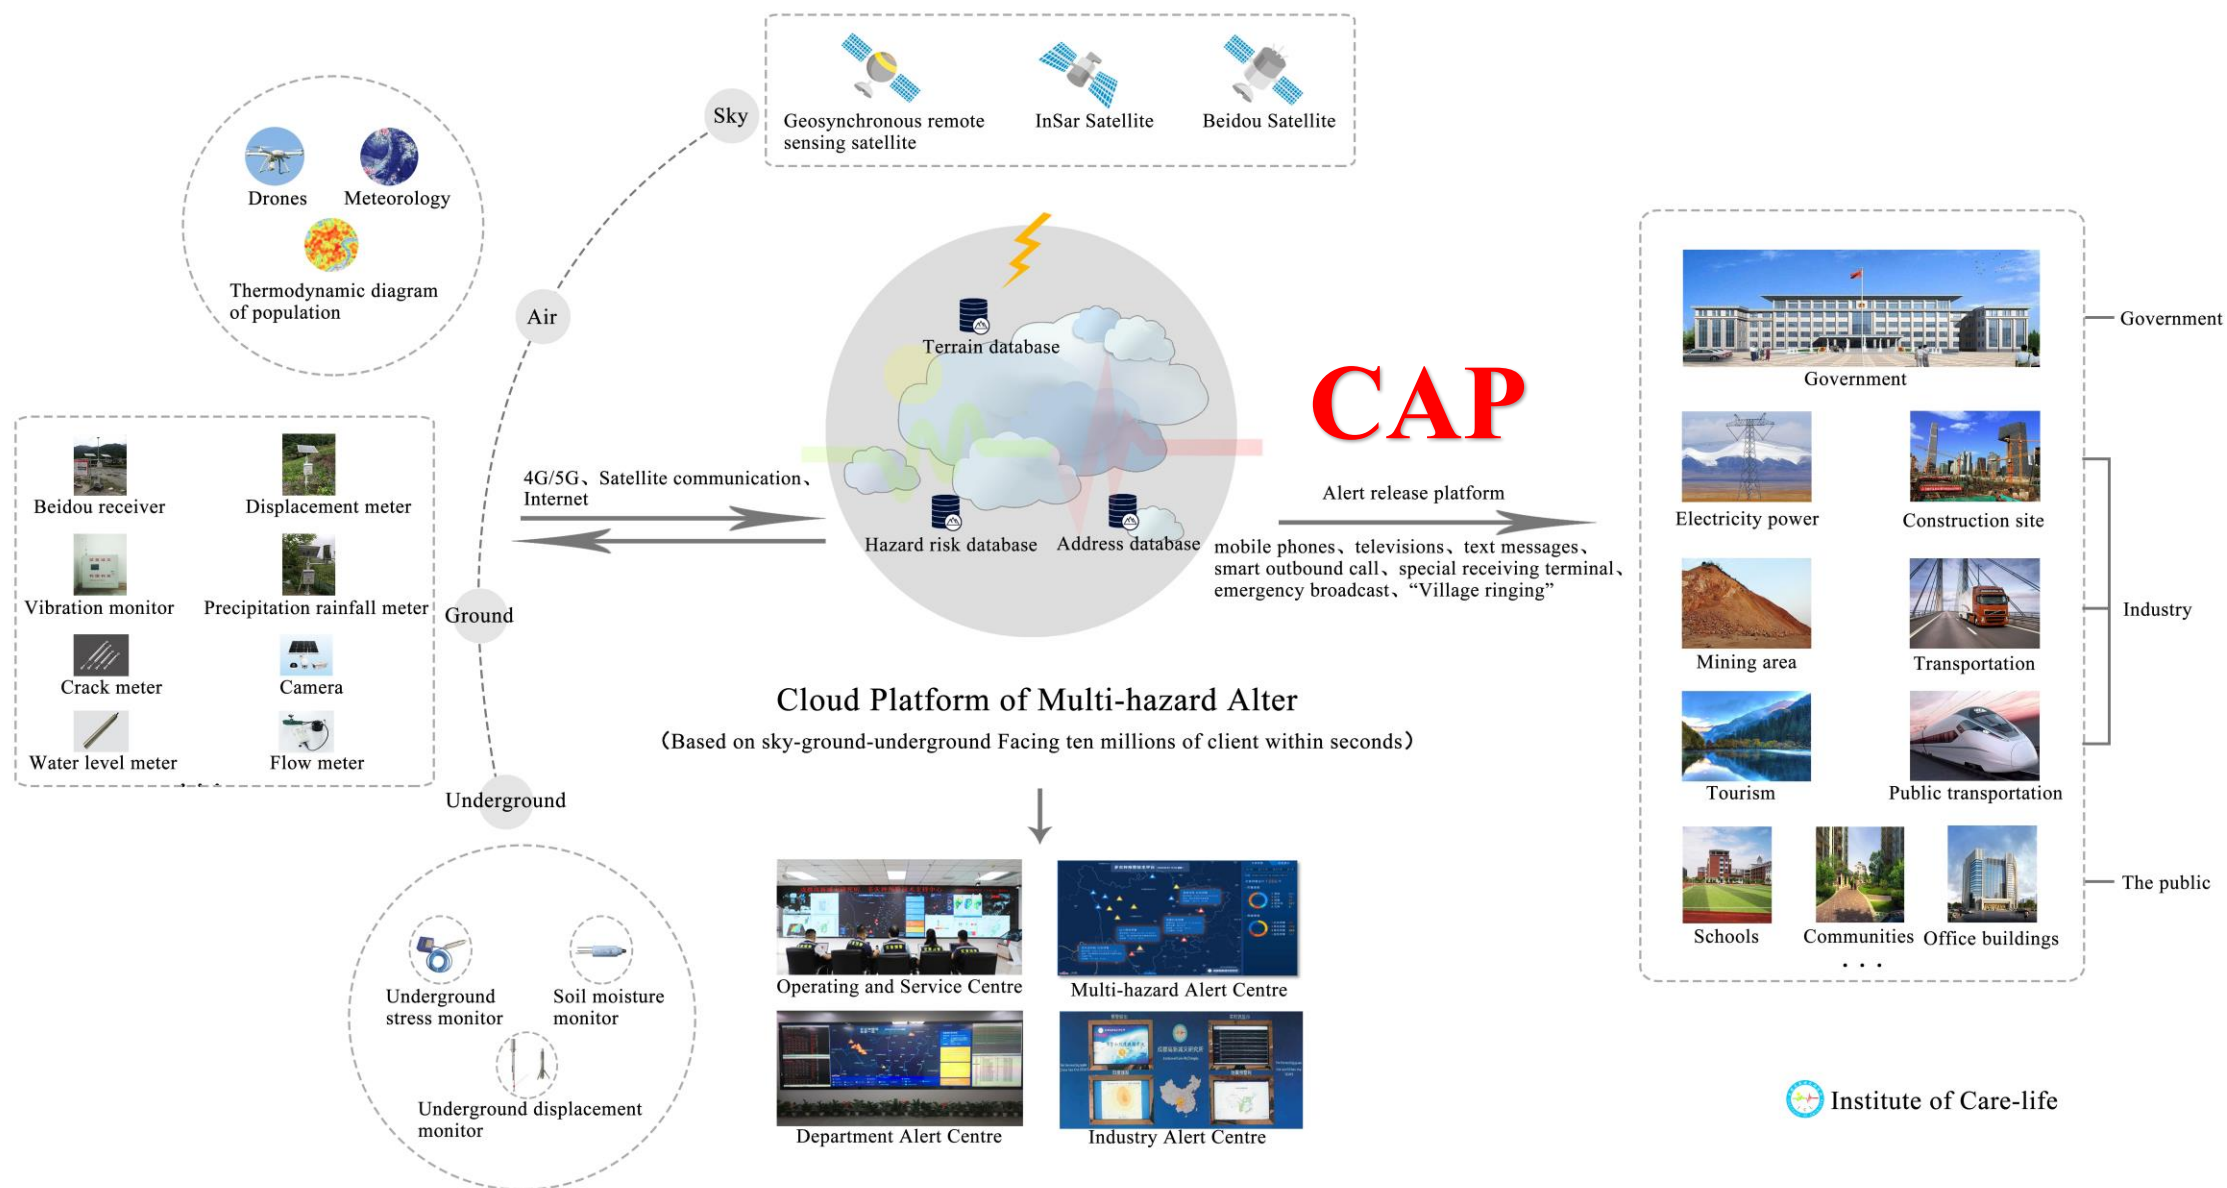 Sky
Geosynchronous remote
sensing satellite
InSar Satellite
Beidou Satellite
Drones
Meteorology
Thermodynamic diagram
of population
Air
Beidou receiver
Displacement meter
Vibration monitor
Precipitation rainfall meter
Crack meter
Camera
Water level meter
Flow meter
Ground
Underground
Underground
stress monitor
Soil moisture
monitor
Underground displacement
monitor
4G/5G、Satellite communication、
Internet
Terrain database
Hazard risk database
Address database
CAP
Alert release platform
mobile phones、televisions、text messages、
smart outbound call、special receiving terminal、
emergency broadcast、“Village ringing”
Cloud Platform of Multi-hazard Alter
（Based on sky-ground-underground Facing ten millions of client within seconds）
Operating and Service Centre
Multi-hazard Alert Centre
Department Alert Centre
Industry Alert Centre
Government
Electricity power
Construction site
Mining area
Transportation
Tourism
Public transportation
Schools
Communities
Office buildings
. . .
Government
Industry
The public
Institute of Care-life